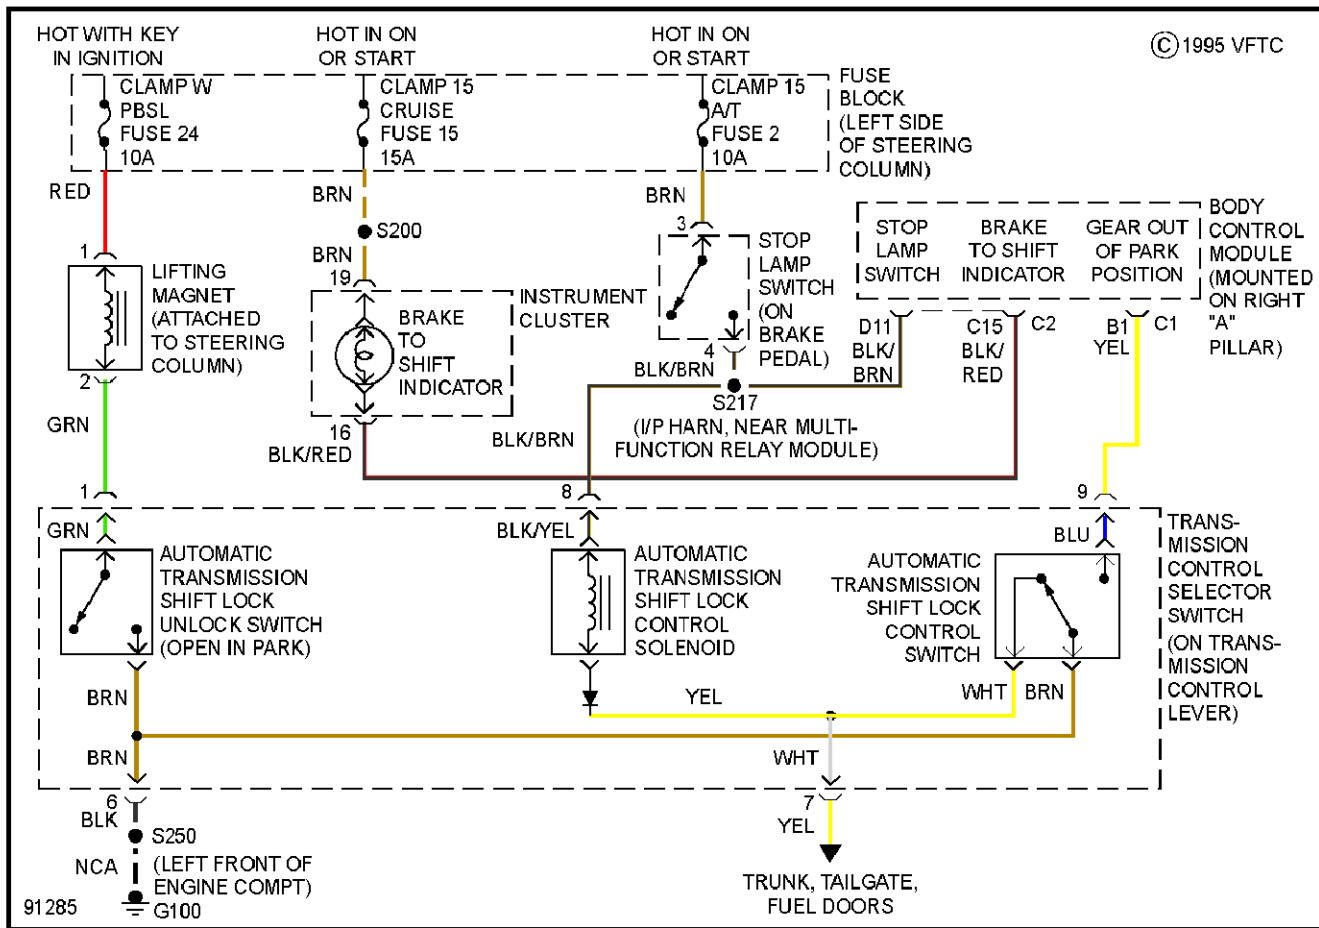 HOT WITH KEY
IN IGNITION
HOT IN ON
OR START
HOT IN ON
OR START
© 1995 VFTC
CLAMP W
PBSL
FUSE 24
10A
CLAMP 15
CRUISE
FUSE 15
15A
CLAMP 15
A/T
FUSE 2
10A
FUSE
BLOCK
(LEFT SIDE
OF STEERING
COLUMN)
RED
BRN
S200
BRN
19
BRN
3
1
LIFTING
MAGNET
(ATTACHED
TO STEERING
COLUMN)
2
GRN
1
INSTRUMENT
CLUSTER
BRAKE
TO
SHIFT
INDICATOR
16
BLK/RED
STOP
LAMP
SWITCH
(ON
BRAKE
PEDAL)
4
BLK/BRN
S217
(I/P HARN, NEAR MULTI-
FUNCTION RELAY MODULE)
BLK/BRN
8
STOP
LAMP
SWITCH
BRAKE
TO SHIFT
INDICATOR
GEAR OUT
OF PARK
POSITION
BODY
CONTROL
MODULE
(MOUNTED
ON RIGHT
"A"
PILLAR)
D11
BLK/
BRN
C15
BLK/
RED
C2
B1
YEL
C1
9
GRN
AUTOMATIC
TRANSMISSION
SHIFT LOCK
UNLOCK SWITCH
(OPEN IN PARK)
BLK/YEL
AUTOMATIC
TRANSMISSION
SHIFT LOCK
CONTROL
SOLENOID
BLU
AUTOMATIC
TRANSMISSION
SHIFT LOCK
CONTROL
SWITCH
TRANS-
MISSION
CONTROL
SELECTOR
SWITCH
(ON TRANS-
MISSION
CONTROL
LEVER)
BRN
YEL
WHT
BRN
BRN
WHT
6
BLK
S250
NCA
(LEFT FRONT OF
ENGINE COMPT)
G100
7
YEL
TRUNK, TAILGATE,
FUEL DOORS
91285